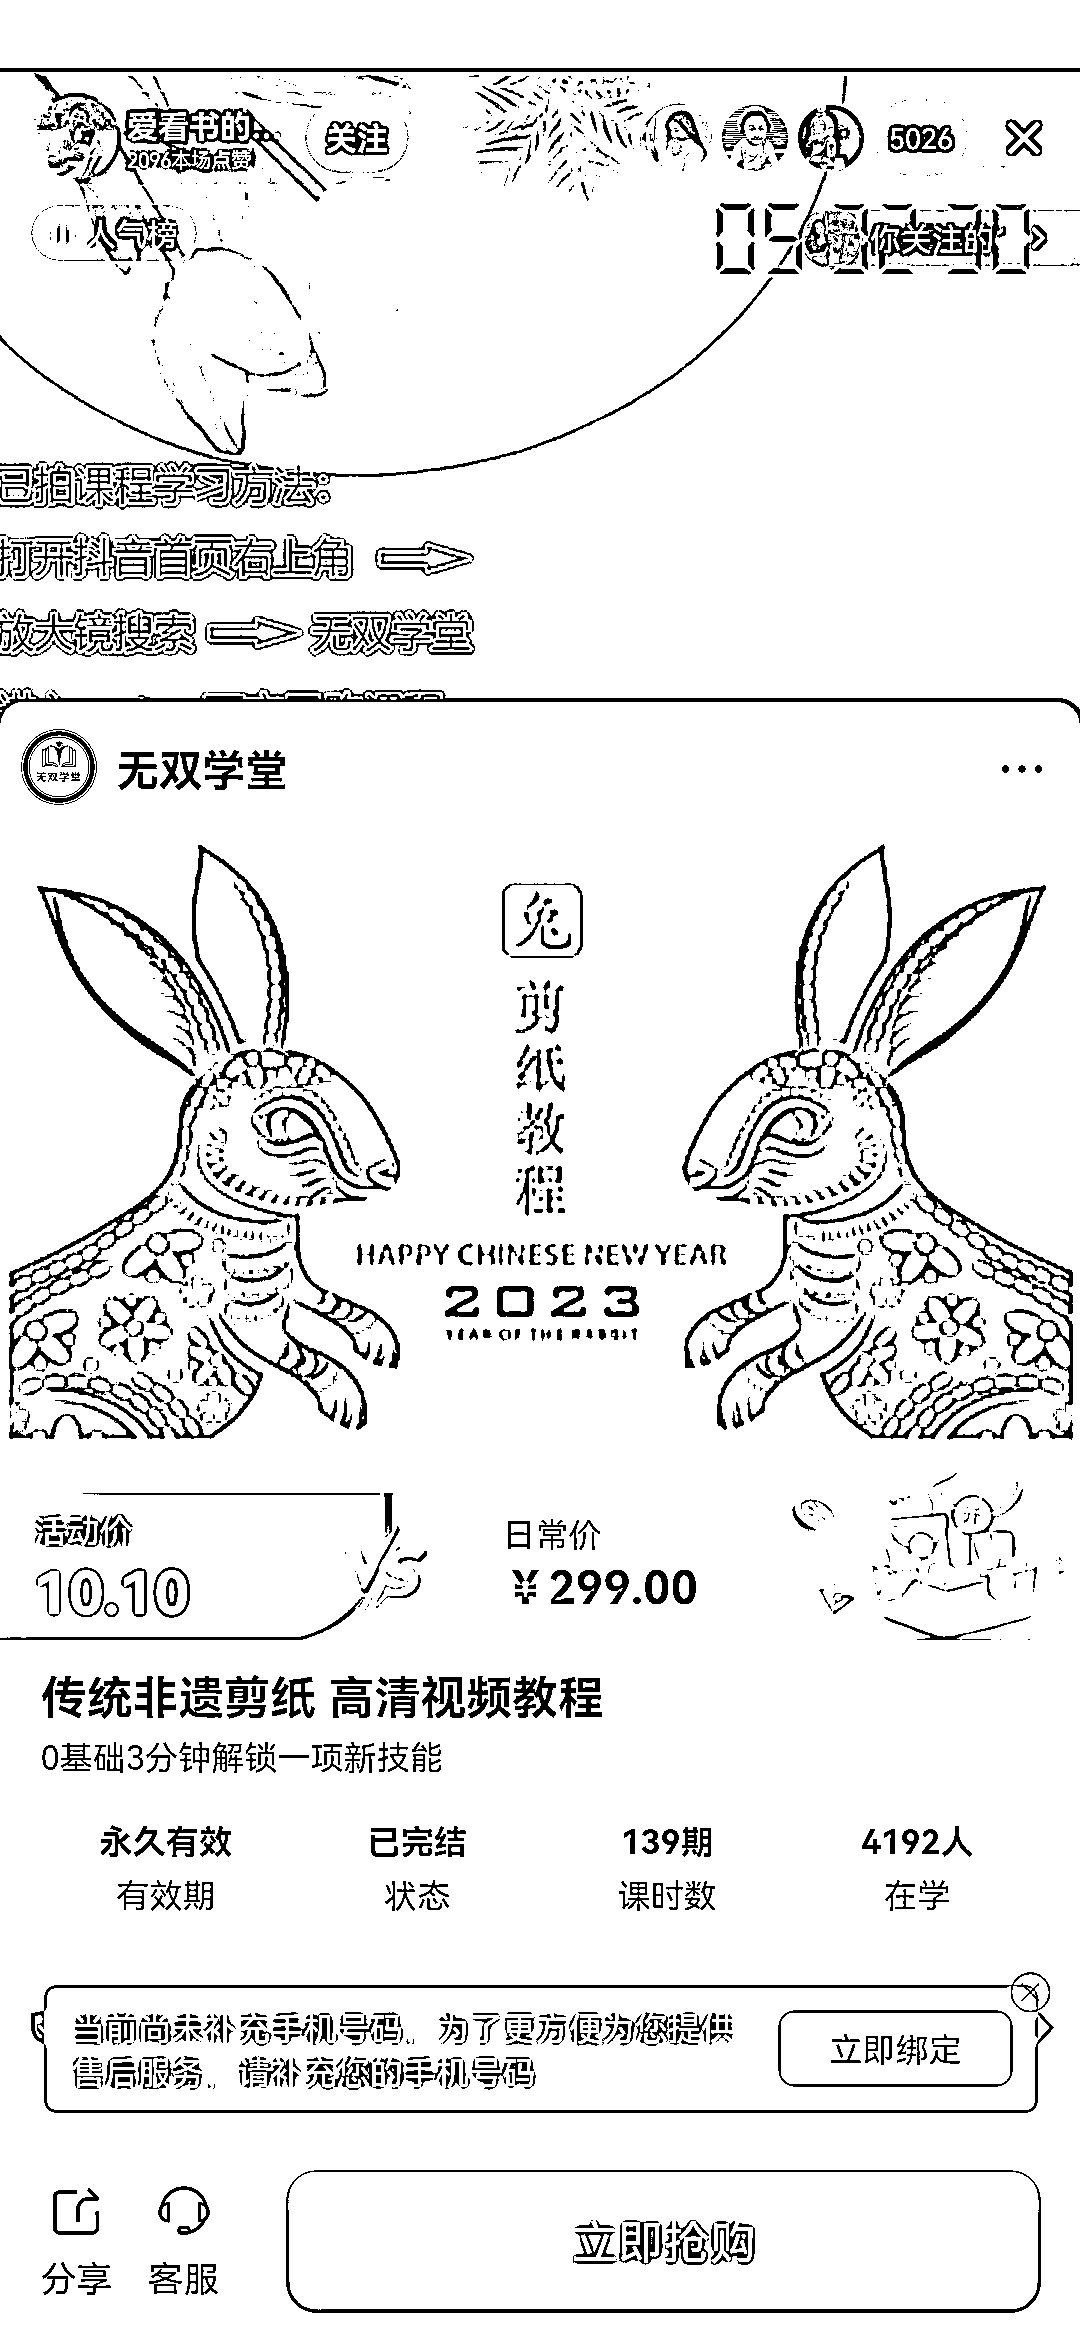 爱看书的...
2096本场点赞
关注
5026
人气榜
你关注的
已拍课程学习方法：
打开抖音首页右上角
放大镜搜索 无双学堂
无双学堂
无双学堂
兔
剪
纸
教
程
HAPPY CHINESE NEW YEAR
2023
YEAR OF THE RABBIT
活动价
10.10
VS
日常价
¥299.00
传统非遗剪纸 高清视频教程
0基础3分钟解锁一项新技能
永久有效 已完结 139期 4192人
有效期 状态 课时数 在学
当前尚未补充手机号码，为了更方便为您提供
售后服务，请补充您的手机号码
立即绑定
分享 客服
立即抢购